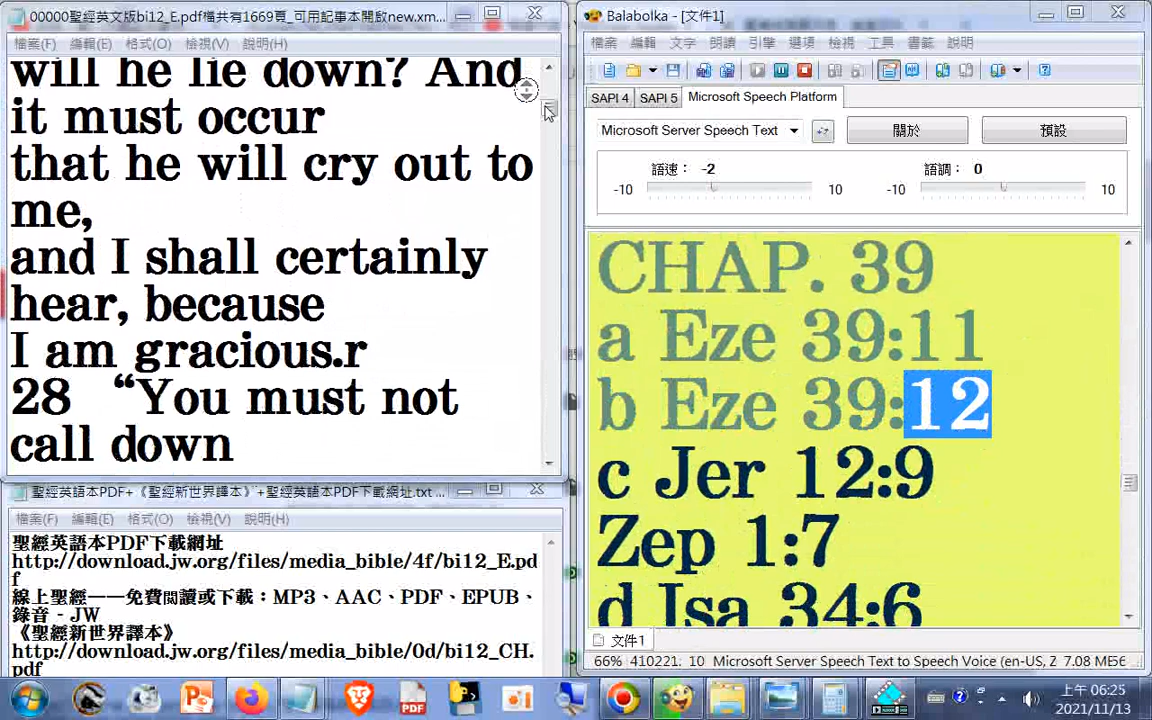 00000聖經英文版bi12_E.pdf檔共有1669頁_可用記事本開啟new.xm...
檔案(F) 編輯(E) 格式(O) 檢視(V) 說明(H)
will he lie down? And
it must occur
that he will cry out to
me,
and I shall certainly
hear, because
I am gracious.r
28 “You must not
call down
聖經英語本PDF+《聖經新世界譯本》+聖經英語本PDF下載網址.txt ...
檔案(F) 編輯(E) 格式(O) 檢視(V) 說明(H)
聖經英語本PDF下載網址
http://download.jw.org/files/media_bible/4f/bi12_E.pd
f
線上聖經——免費閱讀或下載：MP3、AAC、PDF、EPUB、
錄音 - JW
《聖經新世界譯本》
http://download.jw.org/files/media_bible/0d/bi12_CH.
pdf
Balabolka - [文件1]
檔案 編輯 文字 朗讀 引擎 選項 檢視 工具 書籤 說明
SAPI 4 SAPI 5 Microsoft Speech Platform
Microsoft Server Speech Text 關於 預設
語速： -2 語調： 0
-10 10 -10 10
CHAP. 39
a Eze 39:11
b Eze 39:12
c Jer 12:9
Zep 1:7
d Isa 34:6
文件1
66% 410221: 10 Microsoft Server Speech Text to Speech Voice (en-US, Z 7.08 ME56
PDF
上午 06:25
2021/11/13